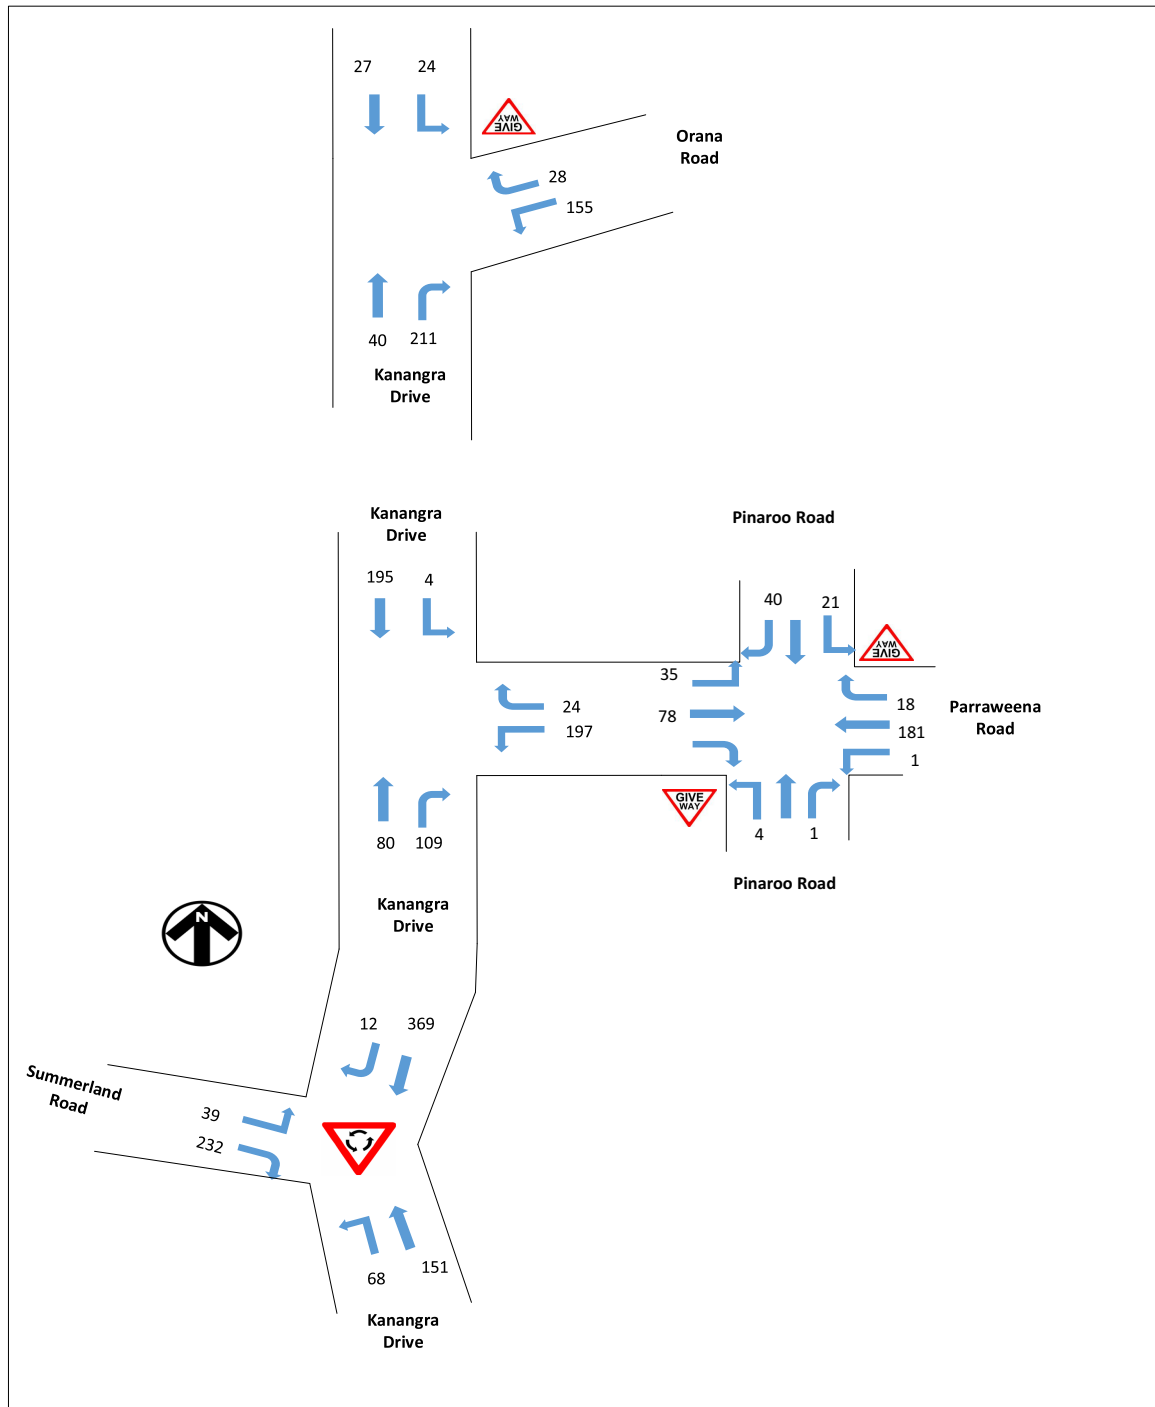 27 24
GIVE
WAY
Orana
Road
28
155
40 211
Kanangra
Drive
Kanangra
Drive
Pinaroo Road
195 4
40 21
GIVE
WAY
35
24
18
78
197
181
Parraweena
Road
1
GIVE
WAY
80 109
4 1
Pinaroo Road
Kanangra
Drive
N
12 369
Summerland
Road
39
232
68 151
Kanangra
Drive